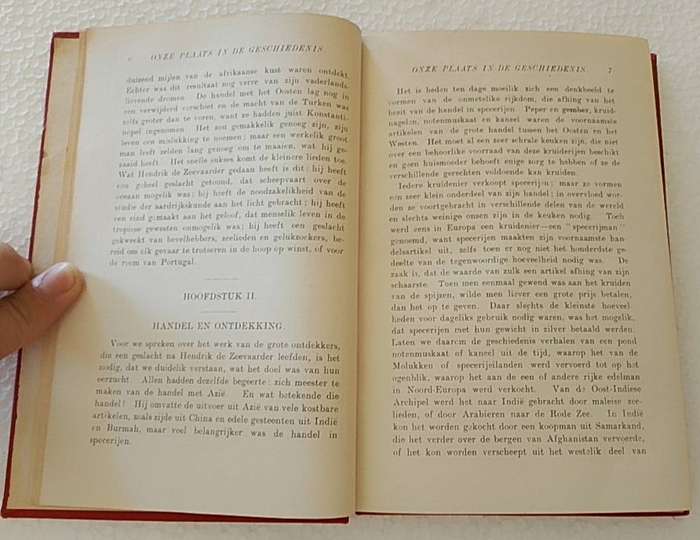 6 ONZE PLAATS IN DE GESCHIEDENIS
duizend mijlen van de afrikaanse kust waren ontdekt.
Echter was dit resultaat nog verre van zijn vaderlands-
lievende dromen. De handel met het Oosten lag nog in
een verwijderd verschiet en de macht van de Turken was
zelfs groter dan te voren, want ze hadden juist Konstanti-
nopel ingenomen. Het zou gemakkelik genoeg zijn, zijn
leven een mislukking te noemen; maar een werkelik groot
man leeft zelden lang genoeg om te maaien, wat hij ge-
zaaid heeft. Het snelle sukses komt de kleinere lieden toe.
Wat Hendrik de Zeevaarder gedaan heeft is dit: hij heeft
een geheel geslacht getoond, dat scheepvaart over de
oceaan mogelik was; hij heeft de noodzakelikheid van de
studie der aardrijkskunde aan het licht gebracht; hij heeft
een eind gemaakt aan het geloof, dat menselik leven in de
tropiese gewesten onmogelik was; hij heeft een geslacht
gekweekt van bevelhebbers, zeelieden en geluksoekers, be-
reid om elk gevaar te trotseren in de hoop op winst, of voor
de roem van Portugal.
HOOFDSTUK II.
HANDEL EN ONTDEKKING.
Voor we spreken over het werk van de grote ontdekkers,
die een geslacht na Hendrik de Zeevaarder leefden, is het
nodig, dat we duidelik verstaan, wat het doel was van hun
eerzucht. Allen hadden dezelfde begeerte: zich meester te
maken van de handel met Azië. En wat betekende die
handel? Hij omvatte de uitvoer uit Azië van vele kostbare
artikelen, zoals zijde uit China en edele gesteenten uit Indië
en Burmah, maar veel belangrijker was de handel in
specerijen.
ONZE PLAATS IN DE GESCHIEDENIS 7
Het is heden ten dage moeilik zich een denkbeeld te
vormen van de onmetelike rijkdom, die afhing van het
bezit van de handel in specerijen. Peper en gember, kruid-
nagelen, notenmuskaat en kaneel waren de voornaamste
artikelen van de grote handel tussen het Oosten en het
Westen. Het moet al een zeer schrale keuken zijn, die niet
over een behoorlike voorraad van deze kruiderijen beschikt
en geen huismoeder behoeft enige zorg te hebben of ze de
verschillende gerechten voldoende kan kruiden.
Iedere kruidenier verkoopt specerijen; maar ze vormen
een zeer klein onderdeel van zijn handel; in overvloed wor-
den ze voortgebracht in verschillende delen van de wereld
en slechts weinige onsen zijn in de keuken nodig. Toch
werd eens in Europa een kruidenier—een "specerijman"
genoemd, want specerijen maakten zijn voornaamste han-
delsartikel uit, zelfs toen er nog niet het honderdste ge-
deelte van de tegenwoordige hoeveelheid nodig was. De
zaak is, dat de waarde van zulk een artikel afhing van zijn
schaarste. Toen men eenmaal gewend was aan het kruiden
van de spijzen, wilde men liever een grote prijs betalen,
dan het op te geven. Daar slechts de kleinste hoeveel
heden voor dageliks gebruik nodig waren, was het mogelik,
dat specerijen met hun gewicht in zilver betaald werden.
Laten we daarom de geschiedenis verhalen van een pond
notenmuskaat of kaneel uit de tijd, waarop het van de
Molukken of specerijeilanden werd vervoerd tot op het
ogenblik, waarop het aan de een of andere rijke edelman
in Noord-Europa werd verkocht. Van de Oost-Indiese
Archipel werd het naar Indië gebracht door maleise zee-
lieden, of door Arabieren naar de Rode Zee. In Indië
kon het worden gekocht door een koopman uit Samarkand,
die het verder over de bergen van Afghanistan vervoerde,
of het kon worden verscheept uit het westelik deel van